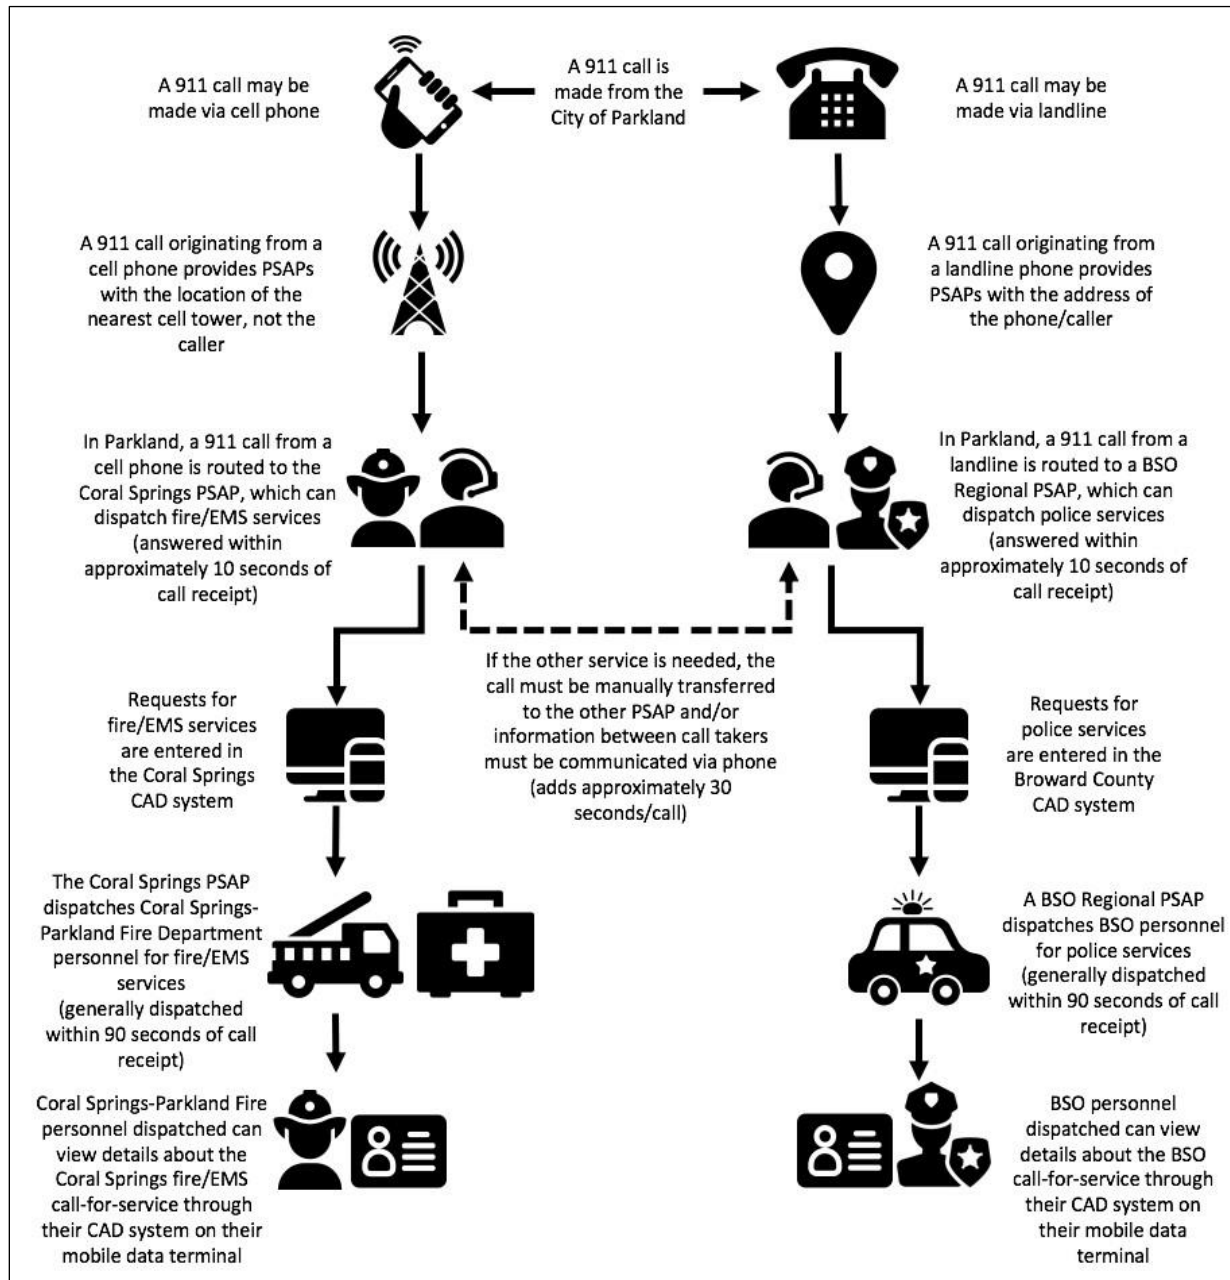 A 911 call may be
made via cell phone
A 911 call is
made from the
City of Parkland
A 911 call may be
made via landline
A 911 call originating from a
cell phone provides PSAPs
with the location of the
nearest cell tower, not the
caller
A 911 call originating from
a landline phone provides
PSAPs with the address of
the phone/caller
In Parkland, a 911 call from a
cell phone is routed to the
Coral Springs PSAP, which can
dispatch fire/EMS services
(answered within
approximately 10 seconds of
call receipt)
In Parkland, a 911 call from a
landline is routed to a BSO
Regional PSAP, which can
dispatch police services
(answered within
approximately 10 seconds of
call receipt)
If the other service is needed, the
call must be manually transferred
to the other PSAP and/or
information between call takers
must be communicated via phone
(adds approximately 30
seconds/call)
Requests for
fire/EMS services
are entered in
the Coral Springs
CAD system
Requests for
police services
are entered in the
Broward County
CAD system
The Coral Springs PSAP
dispatches Coral Springs-
Parkland Fire Department
personnel for fire/EMS
services
(generally dispatched
within 90 seconds of call
receipt)
A BSO Regional PSAP
dispatches BSO personnel
for police services
(generally dispatched
within 90 seconds of call
receipt)
Coral Springs-Parkland Fire
personnel dispatched can
view details about the
Coral Springs fire/EMS
call-for-service through
their CAD system on their
mobile data terminal
BSO personnel
dispatched can view
details about the BSO
call-for-service through
their CAD system on
their mobile data
terminal